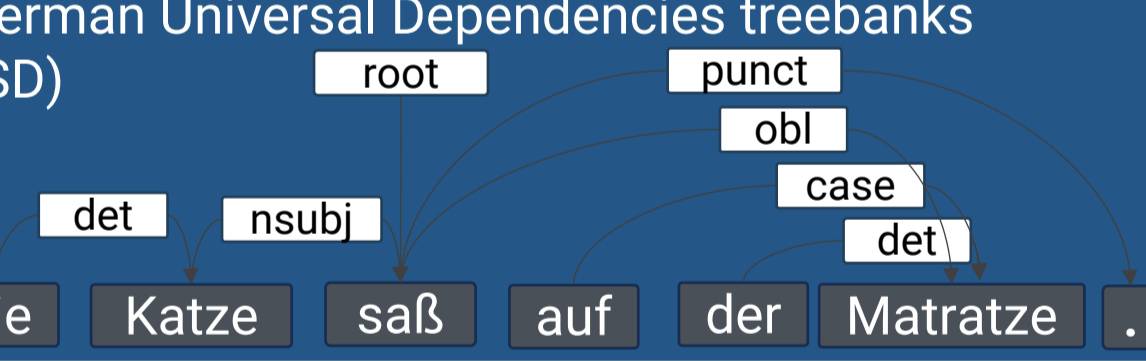 erman Universal Dependencies treebanks
SD)
root
punct
obl
case
det
nsubj
det
e Katze saß auf der Matratze .